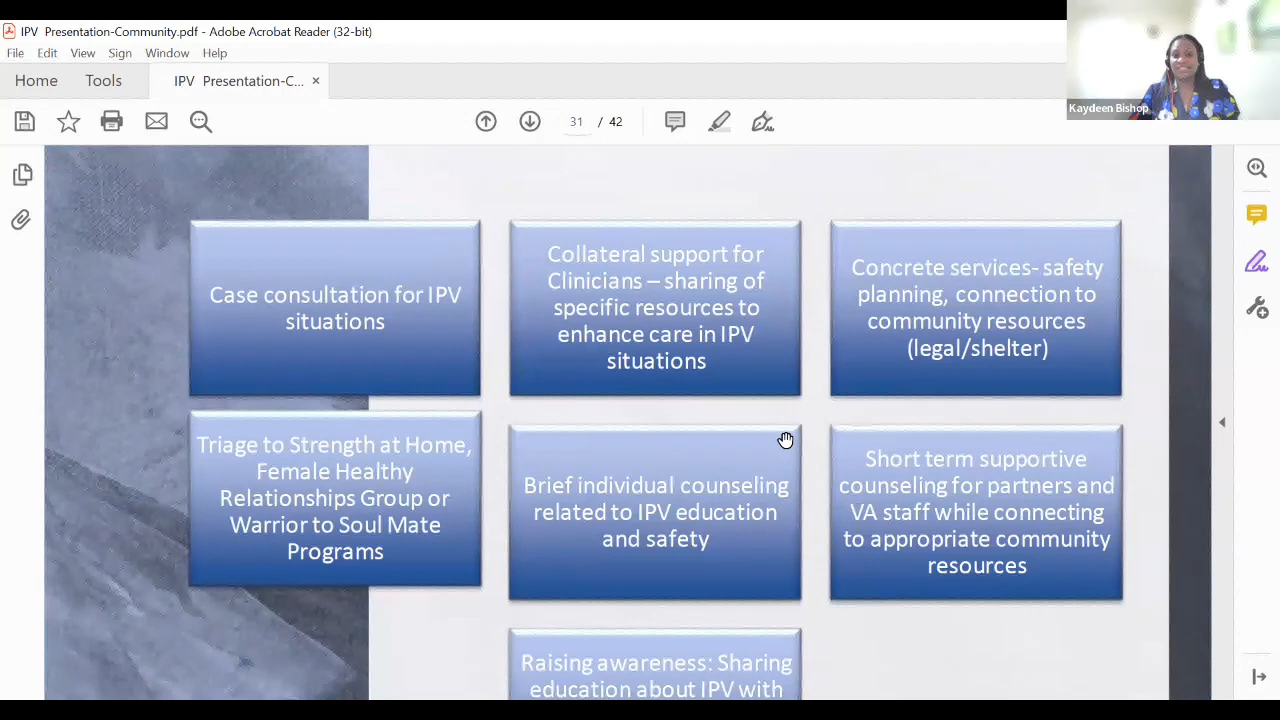 IPV Presentation-Community.pdf - Adobe Acrobat Reader (32-bit)
File Edit View Sign Window Help
Home Tools IPV Presentation-C... ×
31 / 42
Kaydeen Bishop
Case consultation for IPV
situations
Collateral support for
Clinicians – sharing of
specific resources to
enhance care in IPV
situations
Concrete services- safety
planning, connection to
community resources
(legal/shelter)
Triage to Strength at Home,
Female Healthy
Relationships Group or
Warrior to Soul Mate
Programs
Brief individual counseling
related to IPV education
and safety
Short term supportive
counseling for partners and
VA staff while connecting
to appropriate community
resources
Raising awareness: Sharing
education about IPV with